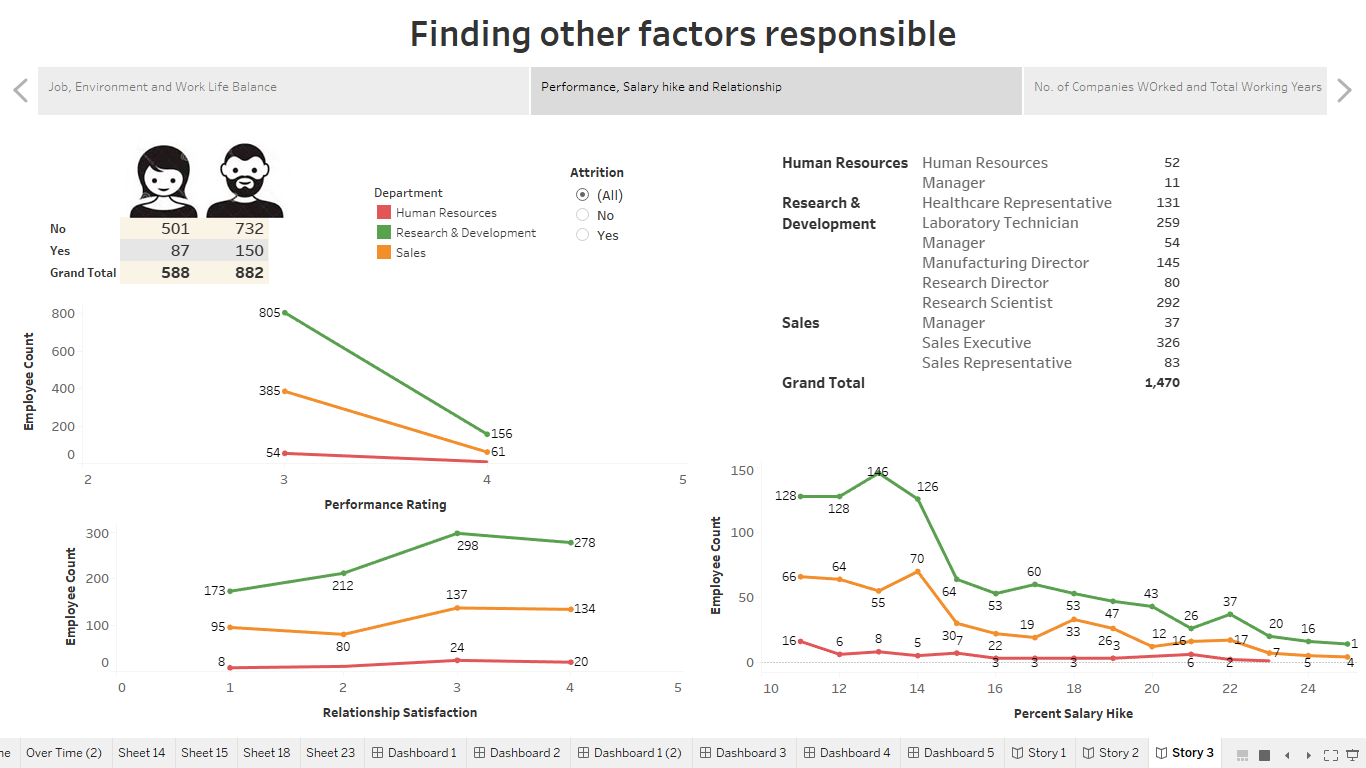 Finding other factors responsible
Job, Environment and Work Life Balance
Performance, Salary hike and Relationship
No. of Companies WOrked and Total Working Years
No 501 732
Yes 87 150
Grand Total 588 882
Department
Human Resources
Research & Development
Sales
Attrition
(All)
No
Yes
Human Resources Human Resources 52
Manager 11
Research & Healthcare Representative 131
Development Laboratory Technician 259
Manager 54
Manufacturing Director 145
Research Director 80
Research Scientist 292
Sales Manager 37
Sales Executive 326
Sales Representative 83
Grand Total 1,470
Employee Count
800
600
400
200
0
805
385
54
156
61
2 3 4 5
Performance Rating
Employee Count
300
200
100
0
173 212 298 278
95 80 137 134
8 24 20
0 1 2 3 4 5
Relationship Satisfaction
Employee Count
150
100
50
0
128 128 146 126 64 53 60 53 47 43 26 37 20 16 1
66 64 55 70 30 22 19 33 26 12 16 17 7 5 4
16 6 8 5 7 3 3 3 3 6 2
10 12 14 16 18 20 22 24
Percent Salary Hike
ne Over Time (2) Sheet 14 Sheet 15 Sheet 18 Sheet 23 Dashboard 1 Dashboard 2 Dashboard 1 (2) Dashboard 3 Dashboard 4 Dashboard 5 Story 1 Story 2 Story 3